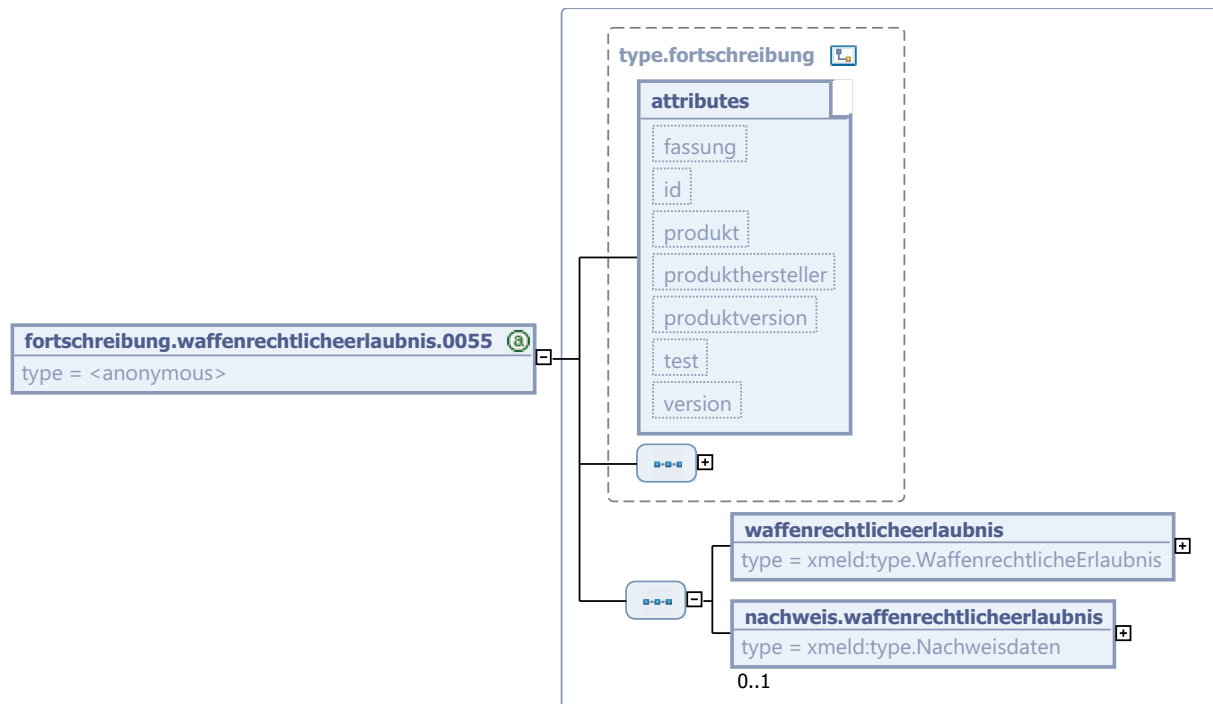 type.fortschreibung
attributes
fassung
id
produkt
produkthersteller
produktversion
test
version
fortschreibung.waffenrechtlicheerlaubnis.0055
type = <anonymous>
waffenrechtlicheerlaubnis
type = xmeld:type.WaffenrechtlicheErlaubnis
nachweis.waffenrechtlicheerlaubnis
type = xmeld:type.Nachweisdaten
0..1